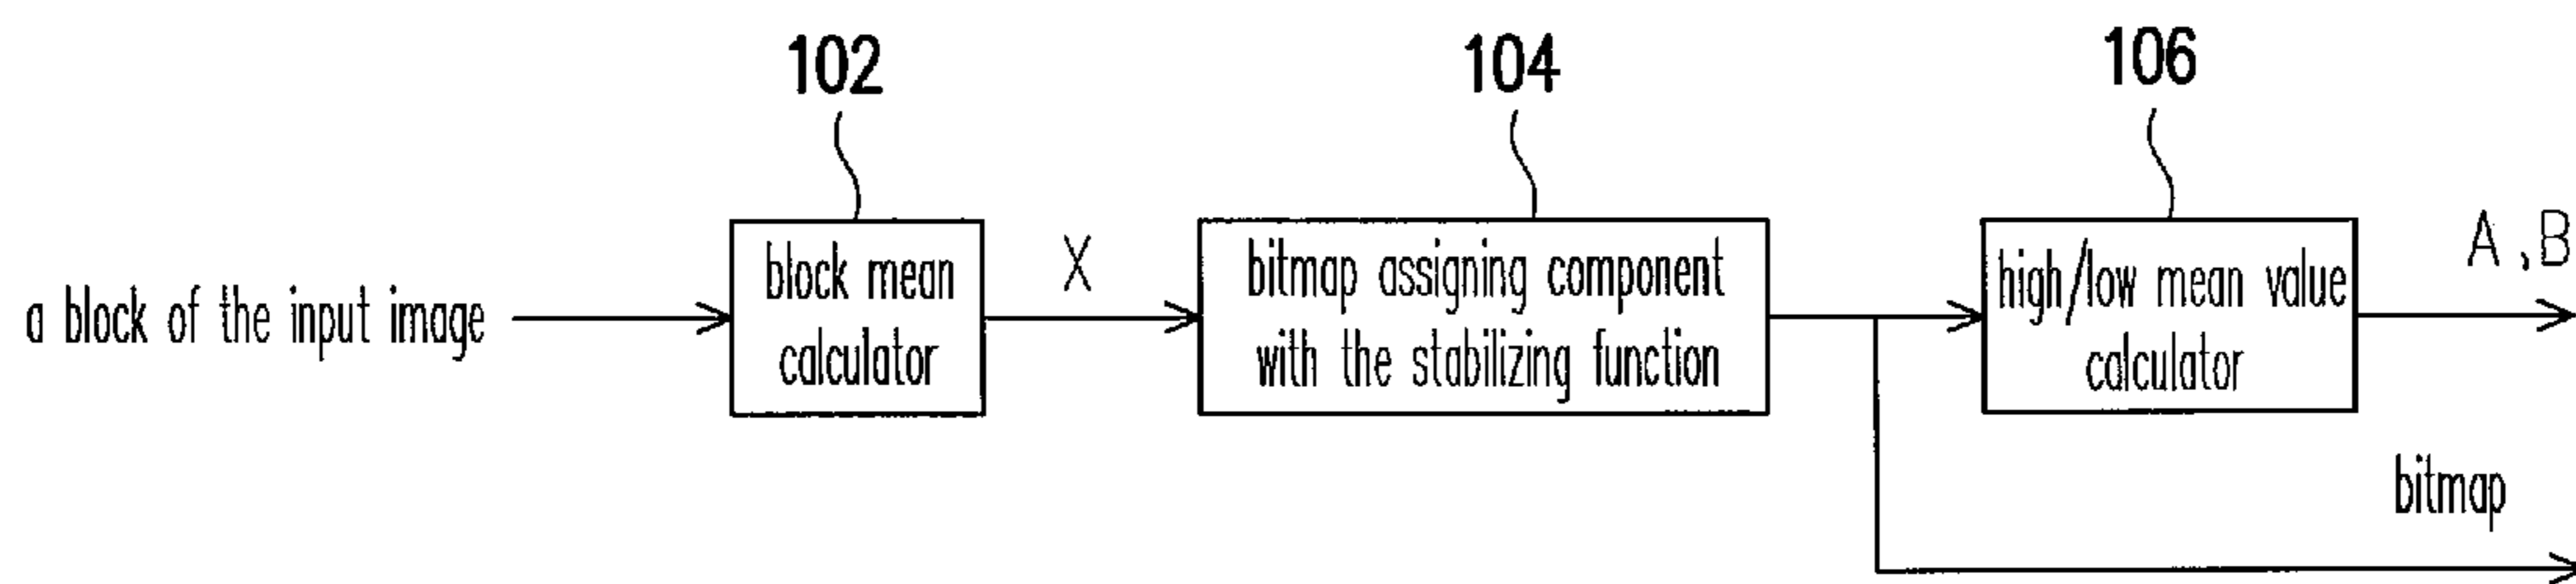 102
104
106
a block of the input image
block mean
calculator
X
bitmap assigning component
with the stabilizing function
high/low mean value
calculator
A、B
bitmap